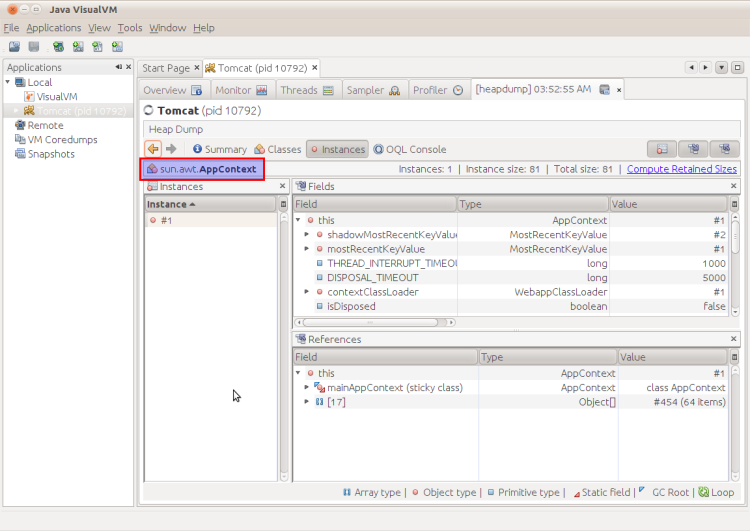 Java VisualVM
File Applications View Tools Window Help
Applications
Local
VisualVM
Tomcat (pid 10792)
Remote
VM Coredumps
Snapshots
Start Page
Tomcat (pid 10792)
Overview Monitor Threads Sampler Profiler [heapdump] 03:52:55 AM
Tomcat (pid 10792)
Heap Dump
Summary Classes Instances OQL Console
sun.awt.AppContext
Instances: 1 | Instance size: 81 | Total size: 81 | Compute Retained Sizes
Instances
Instance
#1
Fields
Field Type Value
this AppContext #1
shadowMostRecentKeyValu MostRecentKeyValue #2
mostRecentKeyValue MostRecentKeyValue #1
THREAD_INTERRUPT_TIMEOU long 1000
DISPOSAL_TIMEOUT long 5000
contextClassLoader WebappClassLoader #1
isDisposed boolean false
References
Field Type Value
this AppContext #1
mainAppContext (sticky class) AppContext class AppContext
[17] Object[] #454 (64 items)
Array type | Object type | Primitive type | Static field | GC Root | Loop